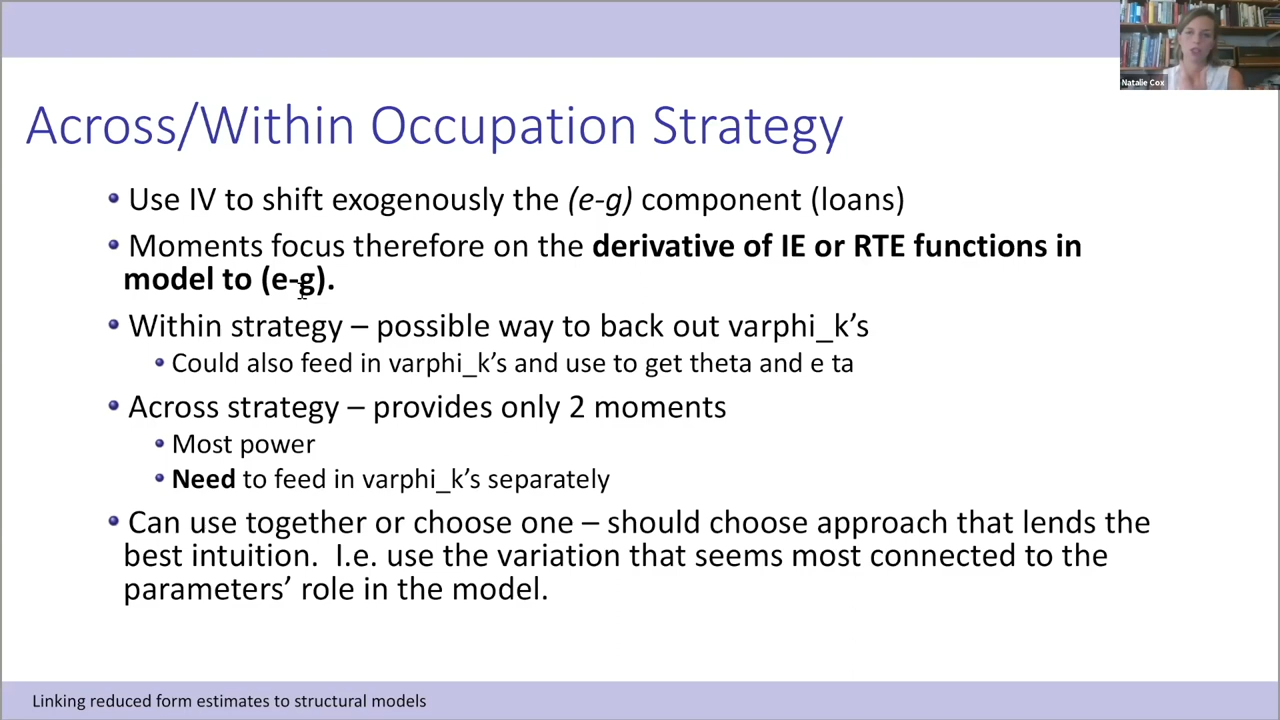 Natalie Cox
Across/Within Occupation Strategy
• Use IV to shift exogenously the (e-g) component (loans)
• Moments focus therefore on the derivative of IE or RTE functions in
model to (e-g).
• Within strategy – possible way to back out varphi_k’s
• Could also feed in varphi_k’s and use to get theta and e ta
• Across strategy – provides only 2 moments
• Most power
• Need to feed in varphi_k’s separately
• Can use together or choose one – should choose approach that lends the
best intuition. I.e. use the variation that seems most connected to the
parameters’ role in the model.
Linking reduced form estimates to structural models